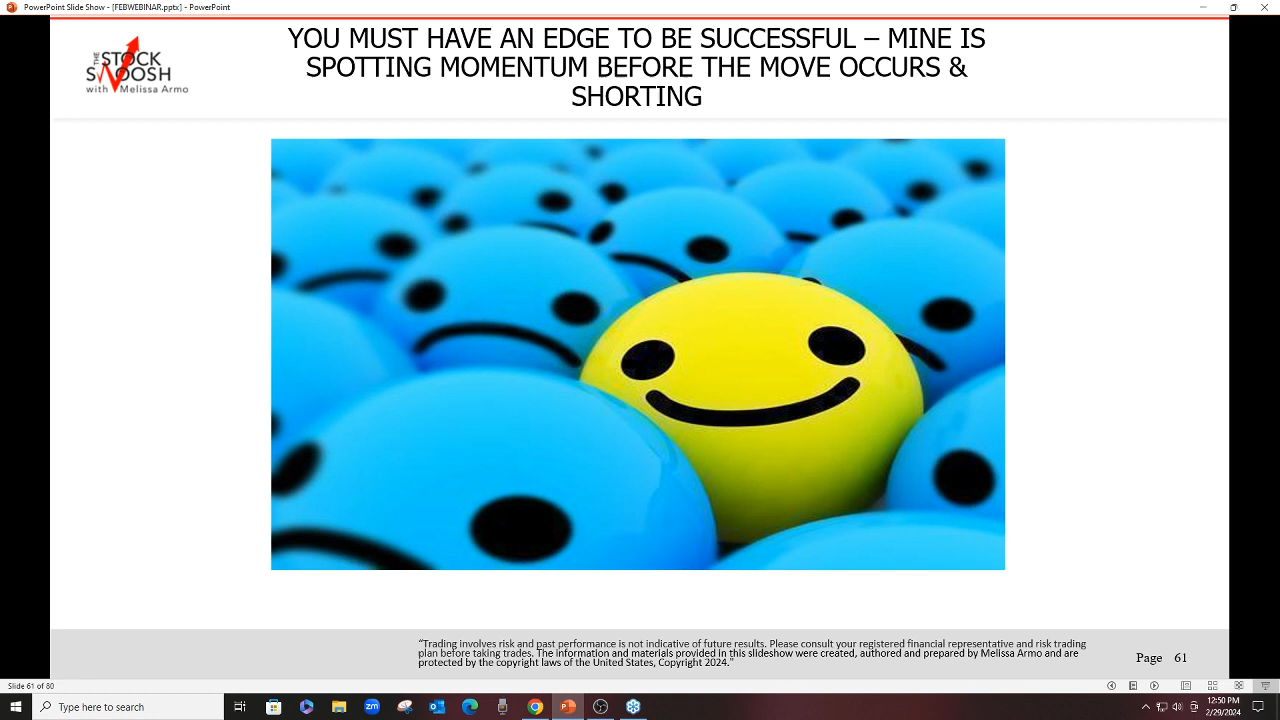 PowerPoint Slide Show - [FEBWEBINAR.pptx] - PowerPoint
THE
STOCK
SWOOSH
with Melissa Armo
YOU MUST HAVE AN EDGE TO BE SUCCESSFUL – MINE IS
SPOTTING MOMENTUM BEFORE THE MOVE OCCURS &
SHORTING
“Trading involves risk and past performance is not indicative of future results. Please consult your registered financial representative and risk trading
plan before taking trades. The information and materials provided in this slideshow were created, authored and prepared by Melissa Armo and are
protected by the copyright laws of the United States, Copyright 2024."
Page 61
Slide 61 of 80
Type here to search
zm
12:50 PM
2/29/2024